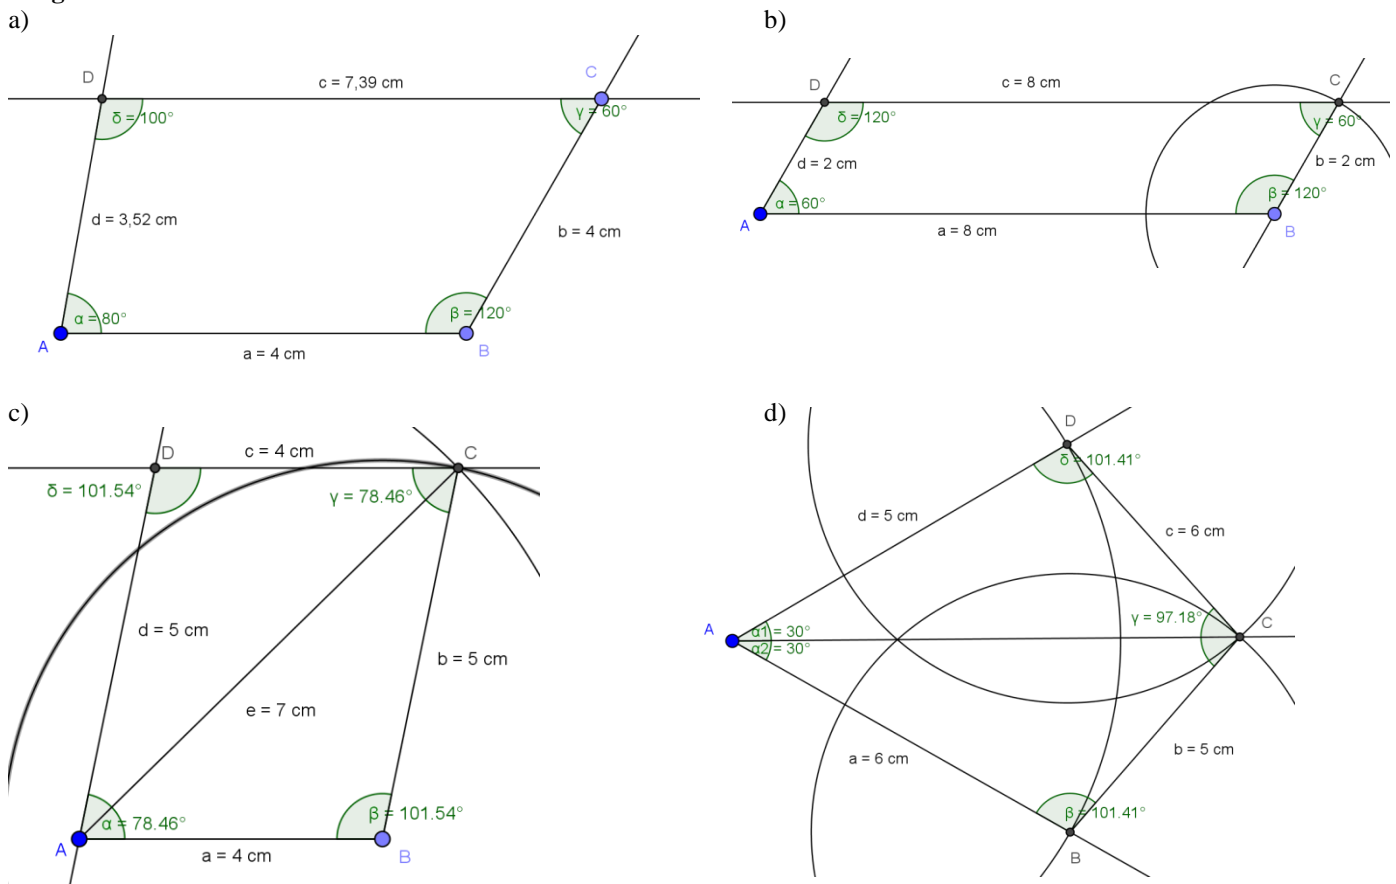 a)
D
c = 7,39 cm
C
δ = 100°
γ = 60°
d = 3,52 cm
b = 4 cm
α = 80°
β = 120°
A
a = 4 cm
B
b)
D
c = 8 cm
C
δ = 120°
γ = 60°
d = 2 cm
b = 2 cm
α = 60°
β = 120°
A
a = 8 cm
B
c)
D
c = 4 cm
C
δ = 101.54°
γ = 78.46°
d = 5 cm
b = 5 cm
e = 7 cm
α = 78.46°
β = 101.54°
A
a = 4 cm
B
d)
D
δ = 101.41°
d = 5 cm
c = 6 cm
A
α1 = 30°
α2 = 30°
γ = 97.18°
C
a = 6 cm
b = 5 cm
β = 101.41°
B